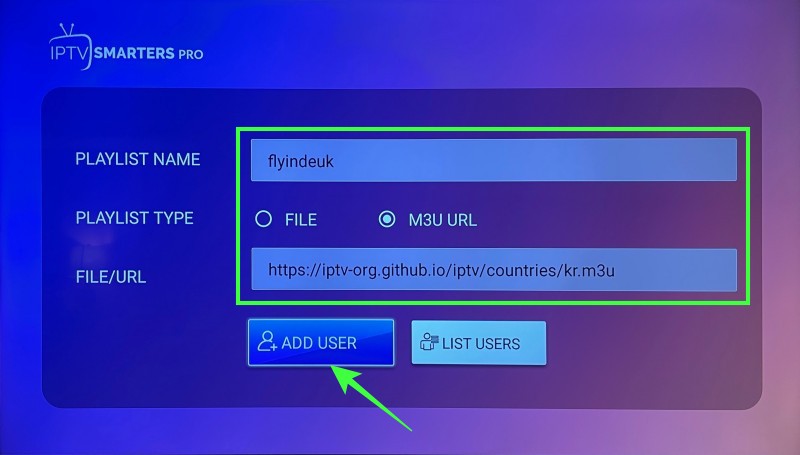 IPTV SMARTERS PRO
PLAYLIST NAME
flyindeuk
PLAYLIST TYPE
FILE
M3U URL
FILE/URL
https://iptv-org.github.io/iptv/countries/kr.m3u
ADD USER
LIST USERS